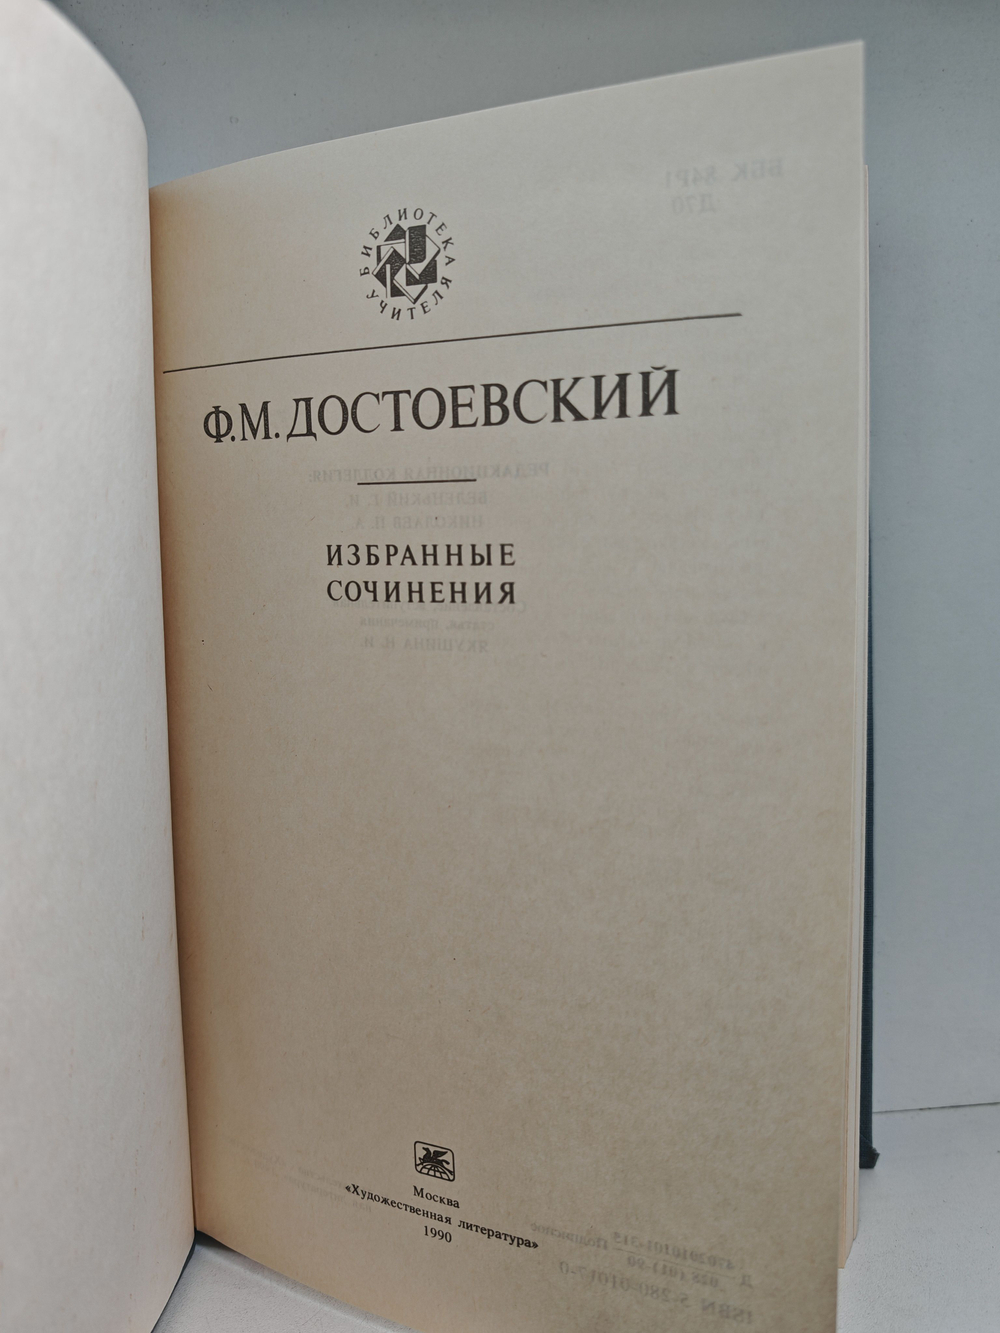 БИБЛИОТЕКА
УЧИТЕЛЯ
Ф.М. ДОСТОЕВСКИЙ
ИЗБРАННЫЕ
СОЧИНЕНИЯ
Москва
«Художественная литература»
1990